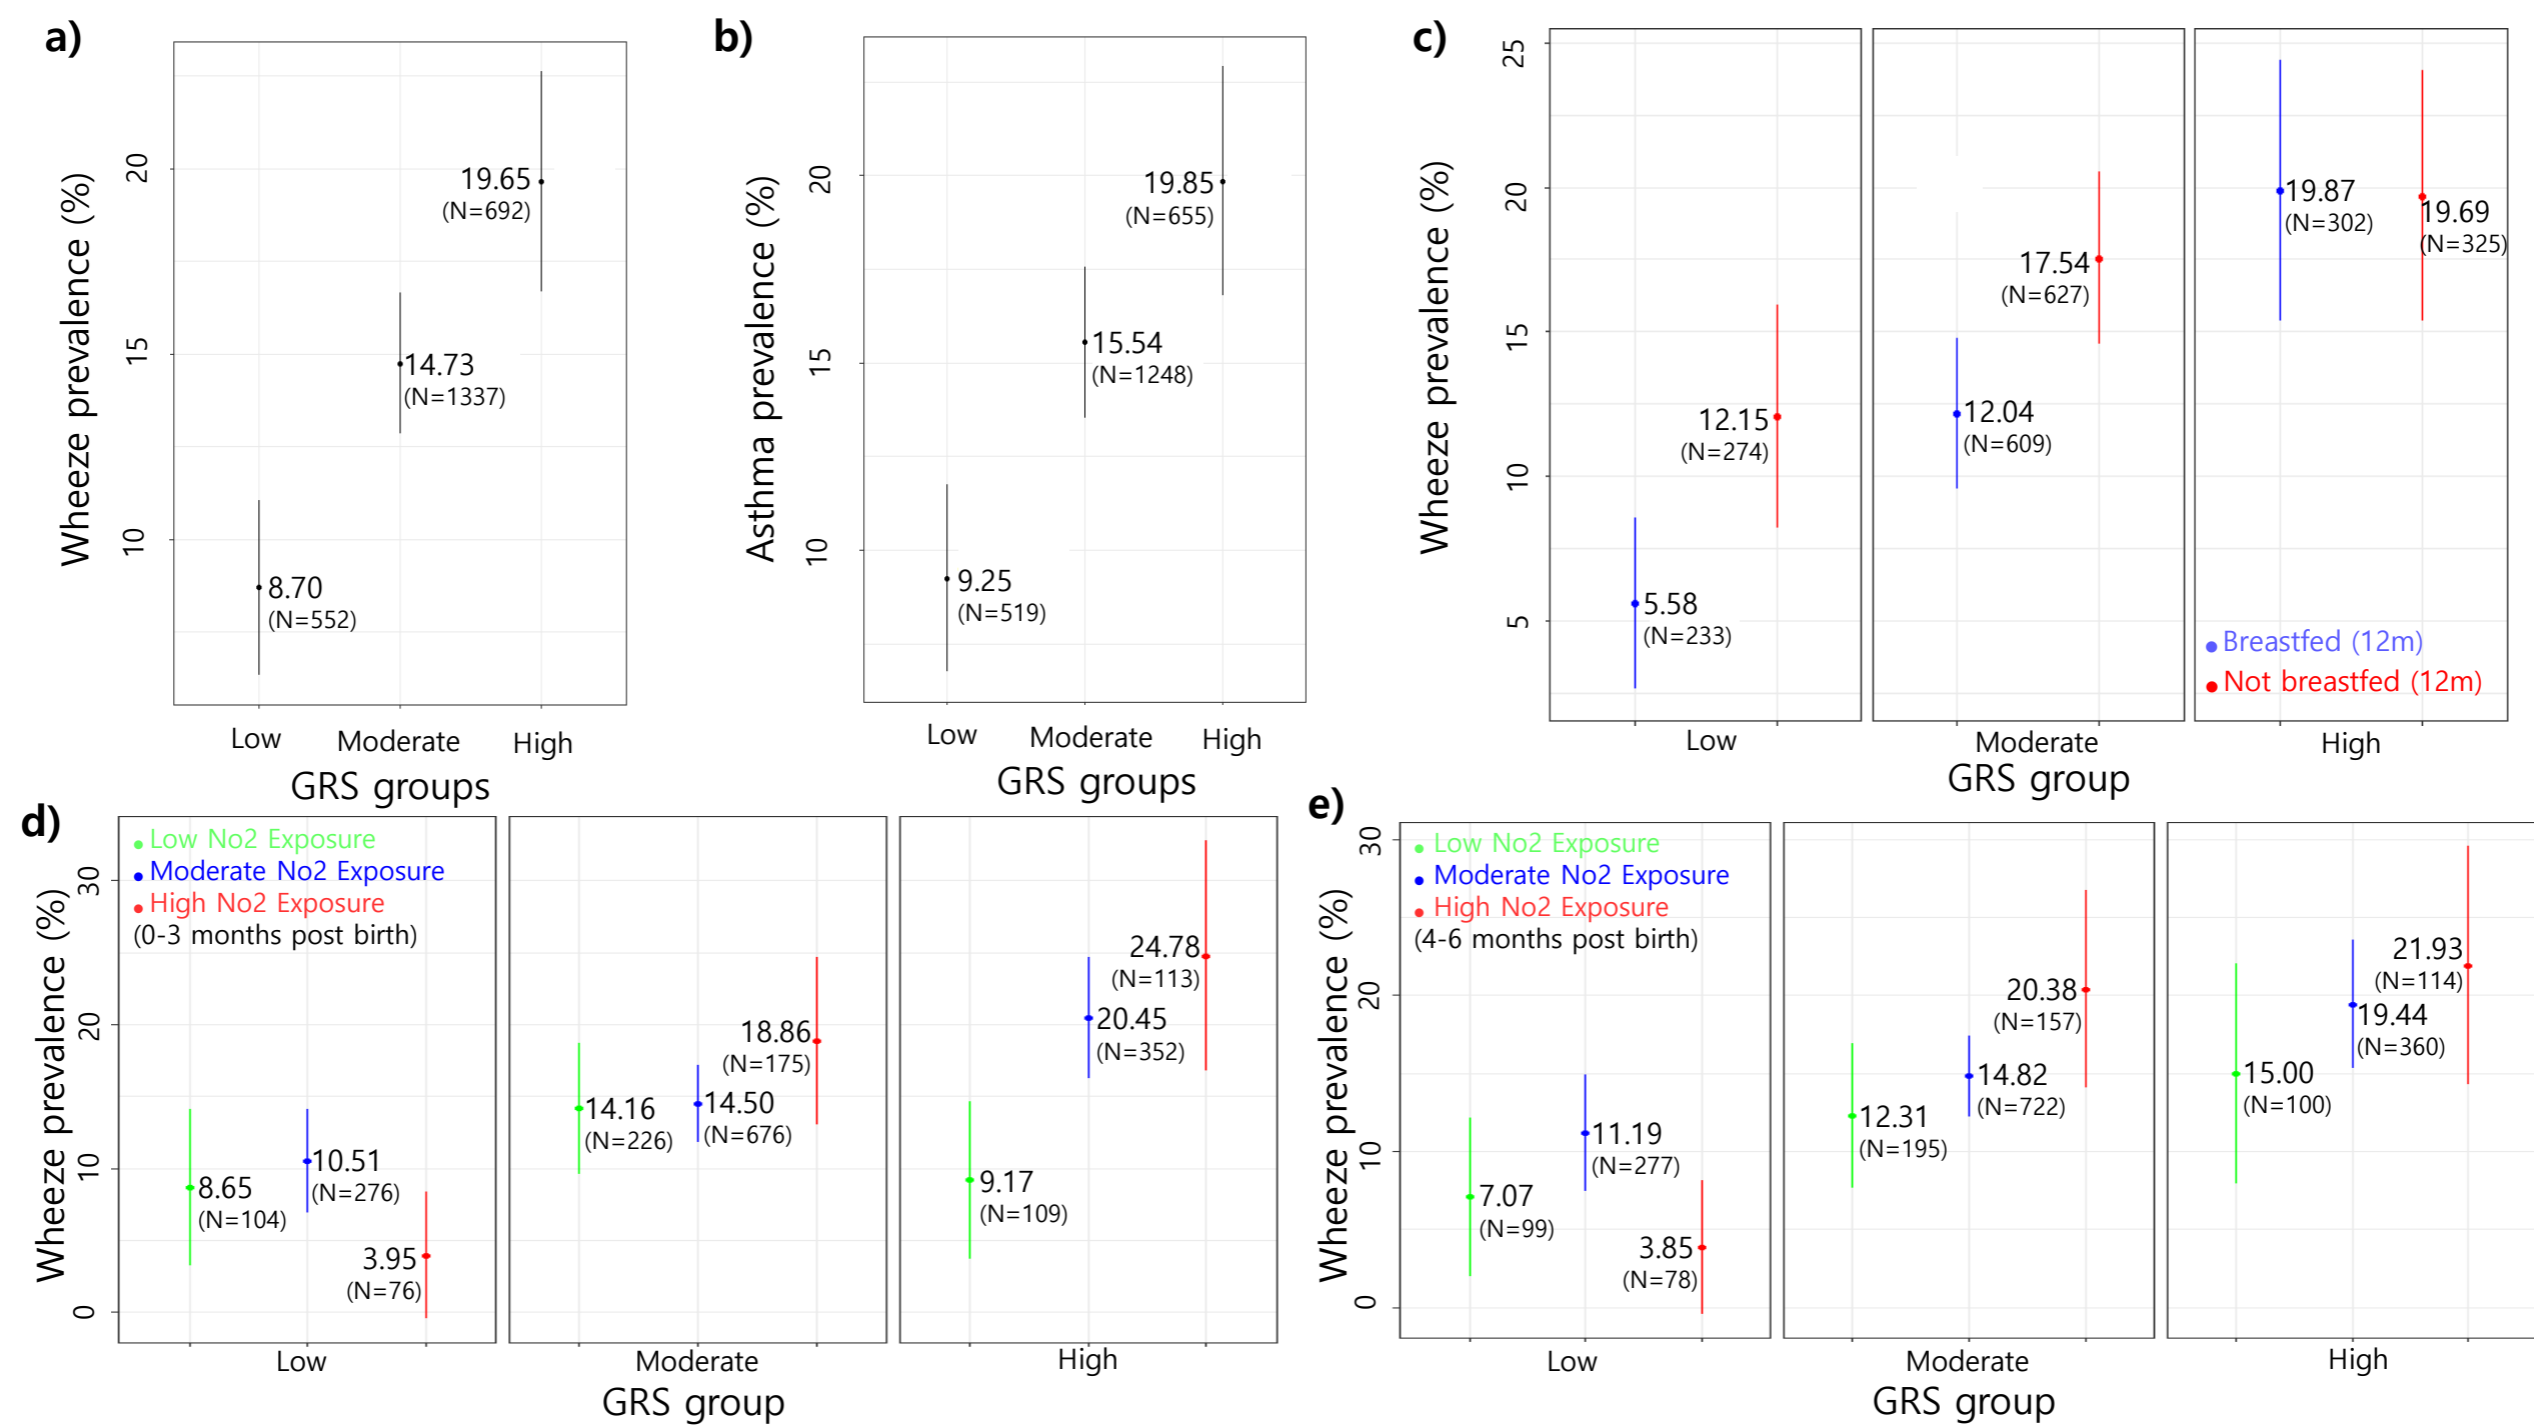 a)
Wheeze prevalence (%)
20
15
10
19.65
(N=692)
14.73
(N=1337)
8.70
(N=552)
Low Moderate High
GRS groups
b)
Asthma prevalence (%)
20
15
10
19.85
(N=655)
15.54
(N=1248)
9.25
(N=519)
Low Moderate High
GRS groups
c)
Wheeze prevalence (%)
25
20
15
10
5
5.58
(N=233)
12.15
(N=274)
12.04
(N=609)
17.54
(N=627)
19.87
(N=302)
19.69
(N=325)
Breastfed (12m)
Not breastfed (12m)
Low Moderate High
GRS group
d)
Wheeze prevalence (%)
30
20
10
0
Low No2 Exposure
Moderate No2 Exposure
High No2 Exposure
(0-3 months post birth)
8.65
(N=104)
10.51
(N=276)
3.95
(N=76)
14.16
(N=226)
14.50
(N=676)
18.86
(N=175)
9.17
(N=109)
20.45
(N=352)
24.78
(N=113)
Low Moderate High
GRS group
e)
Wheeze prevalence (%)
30
20
10
0
Low No2 Exposure
Moderate No2 Exposure
High No2 Exposure
(4-6 months post birth)
7.07
(N=99)
11.19
(N=277)
3.85
(N=78)
12.31
(N=195)
14.82
(N=722)
20.38
(N=157)
15.00
(N=100)
19.44
(N=360)
21.93
(N=114)
Low Moderate High
GRS group